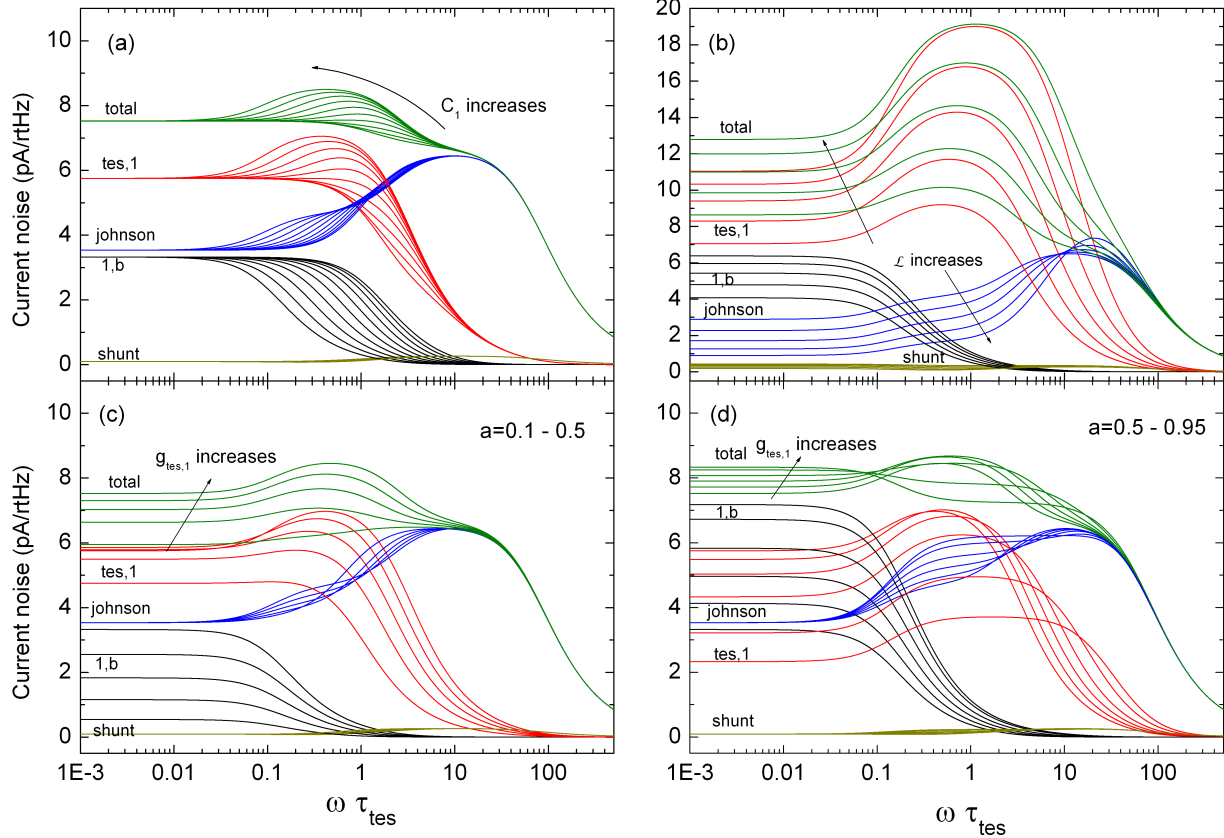 (a)
10
8
6
4
2
0
Current noise (pA/rtHz)
total
tes,1
johnson
1,b
shunt
C1 increases
(b)
20
18
16
14
12
10
8
6
4
2
0
total
tes,1
1,b
johnson
shunt
ℒ increases
(c)
a=0.1 - 0.5
10
8
6
4
2
0
Current noise (pA/rtHz)
gtes,1 increases
total
tes,1
johnson
1,b
shunt
1E-3 0.01 0.1 1 10 100
ω τtes
(d)
a=0.5 - 0.95
10
8
6
4
2
0
gtes,1 increases
total
1,b
johnson
tes,1
shunt
1E-3 0.01 0.1 1 10 100
ω τtes